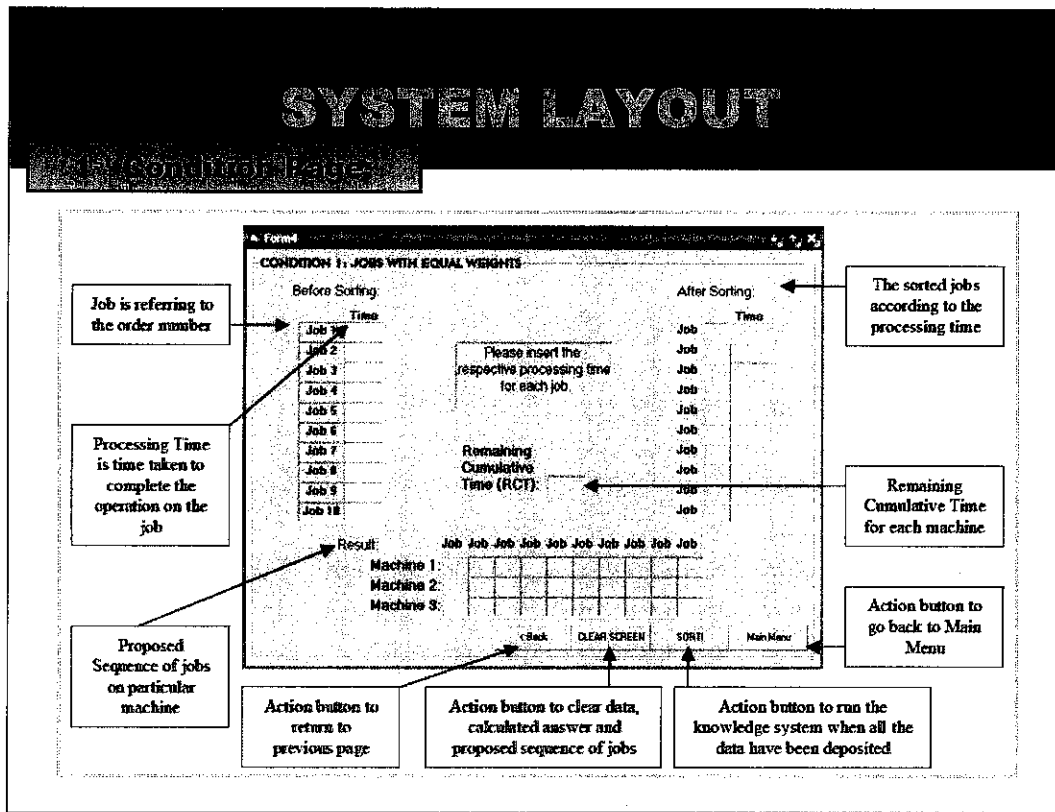 SYSTEM LAYOUT
1- Condition Page:
Form4
CONDITION 1: JOBS WITH EQUAL WEIGHTS
Before Sorting:
After Sorting:
Time
Time
Job 1
Job 2
Job 3
Job 4
Job 5
Job 6
Job 7
Job 8
Job 9
Job 10
Please insert the
respective processing time
for each job.
Remaining
Cumulative
Time (RCT):
Job
Job
Job
Job
Job
Job
Job
Job
Job
Job
Result:
Job Job Job Job Job Job Job Job Job Job
Machine 1:
Machine 2:
Machine 3:
< Back
CLEAR SCREEN
SORT!
Main Menu
Job is referring to
the order number
Processing Time
is time taken to
complete the
operation on the
job
Proposed
Sequence of jobs
on particular
machine
The sorted jobs
according to the
processing time
Remaining
Cumulative Time
for each machine
Action button to
go back to Main
Menu
Action button to
return to
previous page
Action button to clear data,
calculated answer and
proposed sequence of jobs
Action button to run the
knowledge system when all the
data have been deposited